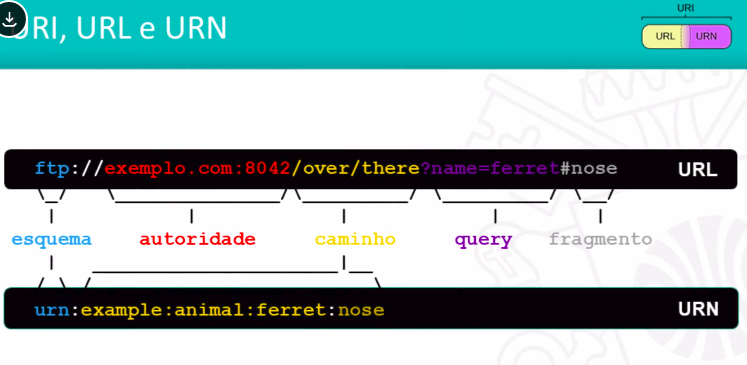 URI, URL e URN
URI
URL URN
ftp://exemplo.com:8042/over/there?name=ferret#nose URL
esquema autoridade caminho query fragmento
urn:example:animal:ferret:nose URN